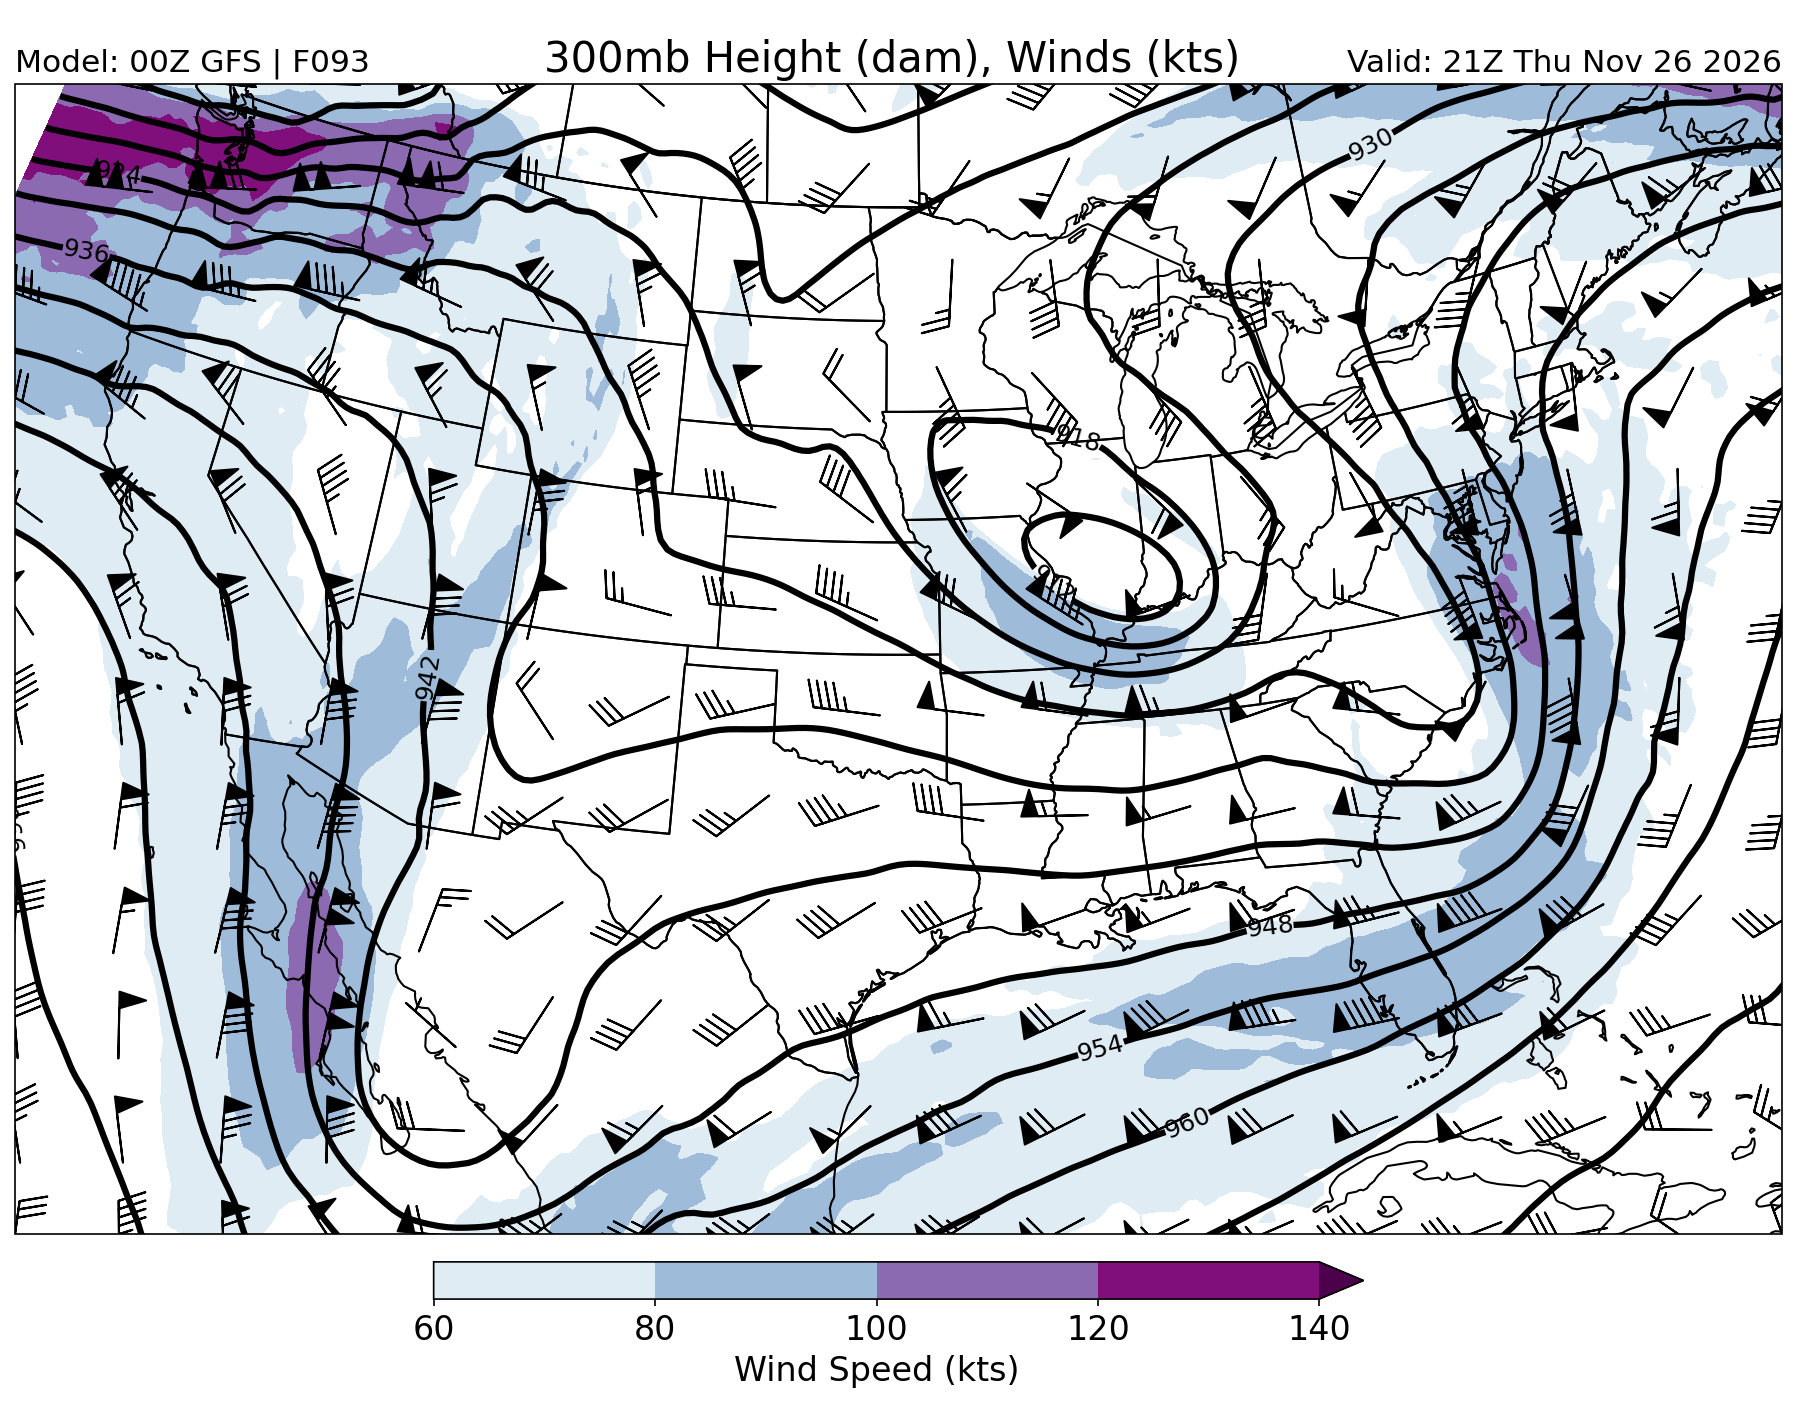 Model: 00Z GFS | F093
300mb Height (dam), Winds (kts)
Valid: 21Z Thu Nov 26 2026
930
924
936
918
942
948
954
960
60 80 100 120 140
Wind Speed (kts)